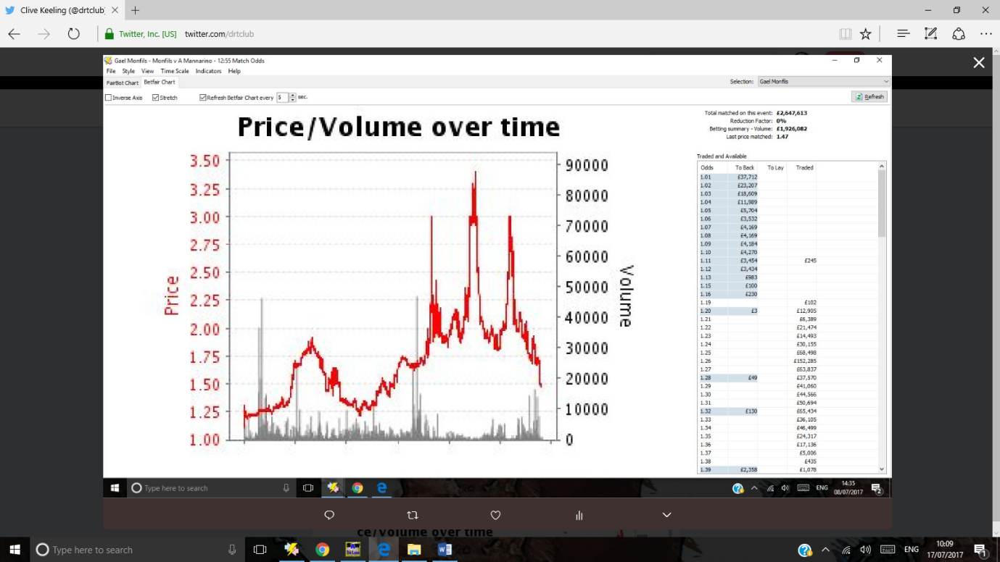 Clive Keeling (@drtclub)
Twitter, Inc. [US] twitter.com/drtclub
Gael Monfils - Monfils v A Mannarino - 12:55 Match Odds
File Style View Time Scale Indicators Help
FairBot Chart Betfair Chart
Selection: Gael Monfils
Inverse Axis Stretch Refresh Betfair Chart every 5 sec.
Refresh
Price/Volume over time
3.50
3.25
3.00
2.75
2.50
2.25
2.00
1.75
1.50
1.25
1.00
Price
90000
80000
70000
60000
50000
40000
30000
20000
10000
0
Volume
Total matched on this event: £2,647,613
Reduction Factor: 0%
Betting summary - Volume: £1,926,082
Last price matched: 1.47
Traded and Available
Odds To Back To Lay Traded
1.01 £37,712
1.02 £23,207
1.03 £18,609
1.04 £11,989
1.05 £5,704
1.06 £3,532
1.07 £4,169
1.08 £4,169
1.09 £4,184
1.10 £4,270
1.11 £3,454 £245
1.12 £3,434
1.13 £983
1.15 £100
1.16 £230
1.19 £102
1.20 £3 £12,905
1.21 £6,389
1.22 £21,474
1.23 £14,493
1.24 £30,155
1.25 £68,498
1.26 £152,285
1.27 £63,837
1.28 £49 £37,570
1.29 £41,060
1.30 £44,566
1.31 £50,694
1.32 £130 £65,434
1.33 £36,105
1.34 £46,499
1.35 £24,317
1.36 £17,136
1.37 £5,006
1.38 £435
1.39 £2,358 £1,078
Type here to search
ENG
14:35
08/07/2017
2
ce/Volume over time
Type here to search
ENG
10:09
17/07/2017
1